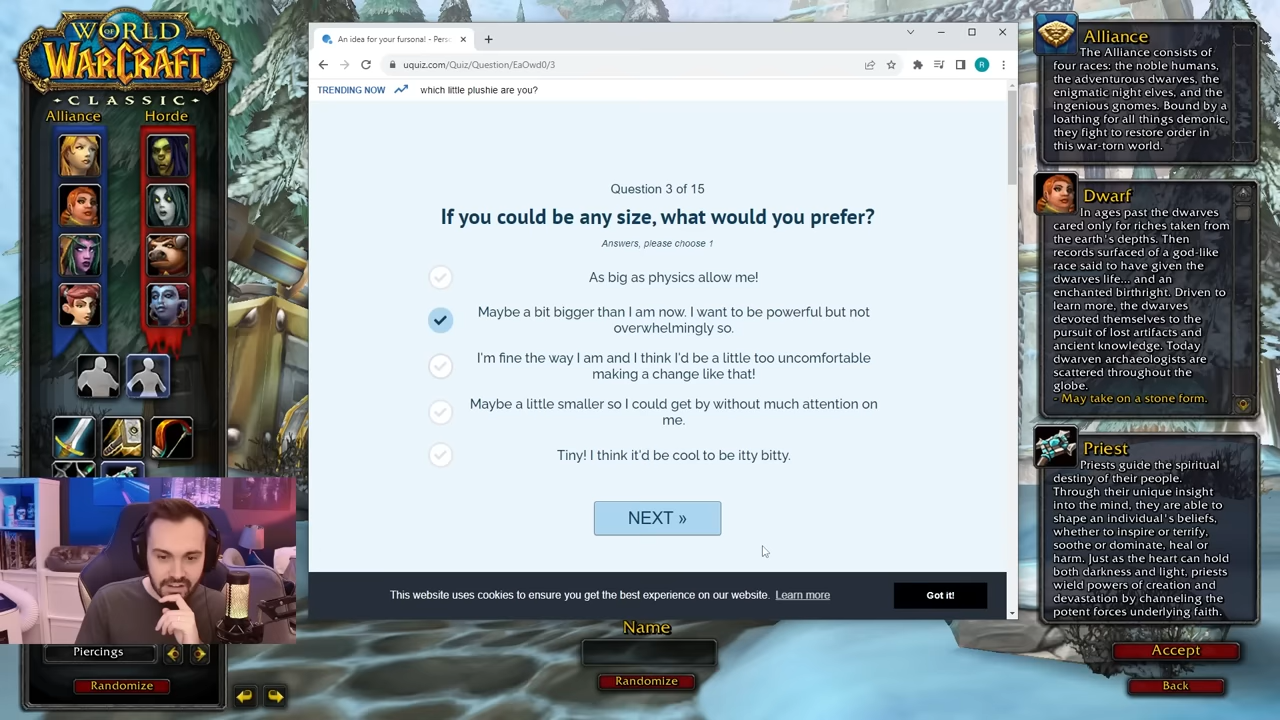 WORLD
OF
WARCRAFT
CLASSIC
Alliance
Horde
Piercings
Randomize
An idea for your fursona! - Pers
uquiz.com/Quiz/Question/EaOwd0/3
R
TRENDING NOW
which little plushie are you?
Question 3 of 15
If you could be any size, what would you prefer?
Answers, please choose 1
As big as physics allow me!
Maybe a bit bigger than I am now. I want to be powerful but not
overwhelmingly so.
I'm fine the way I am and I think I'd be a little too uncomfortable
making a change like that!
Maybe a little smaller so I could get by without much attention on
me.
Tiny! I think it'd be cool to be itty bitty.
NEXT »
This website uses cookies to ensure you get the best experience on our website. Learn more
Got it!
Name
Randomize
Alliance
The Alliance consists of
four races: the noble humans,
the adventurous dwarves, the
enigmatic night elves, and the
ingenious gnomes. Bound by a
loathing for all things demonic,
they fight to restore order in
this war-torn world.
Dwarf
In ages past the dwarves
cared only for riches taken from
the earth's depths. Then
records surfaced of a god-like
race said to have given the
dwarves life... and an
enchanted birthright. Driven to
learn more, the dwarves
devoted themselves to the
pursuit of lost artifacts and
ancient knowledge. Today
dwarven archaeologists are
scattered throughout the
globe.
- May take on a stone form.
Priest
Priests guide the spiritual
destiny of their people.
Through their unique insight
into the mind, they are able to
shape an individual's beliefs,
whether to inspire or terrify,
soothe or dominate, heal or
harm. Just as the heart can hold
both darkness and light, priests
wield powers of creation and
devastation by channeling the
potent forces underlying faith.
Accept
Back